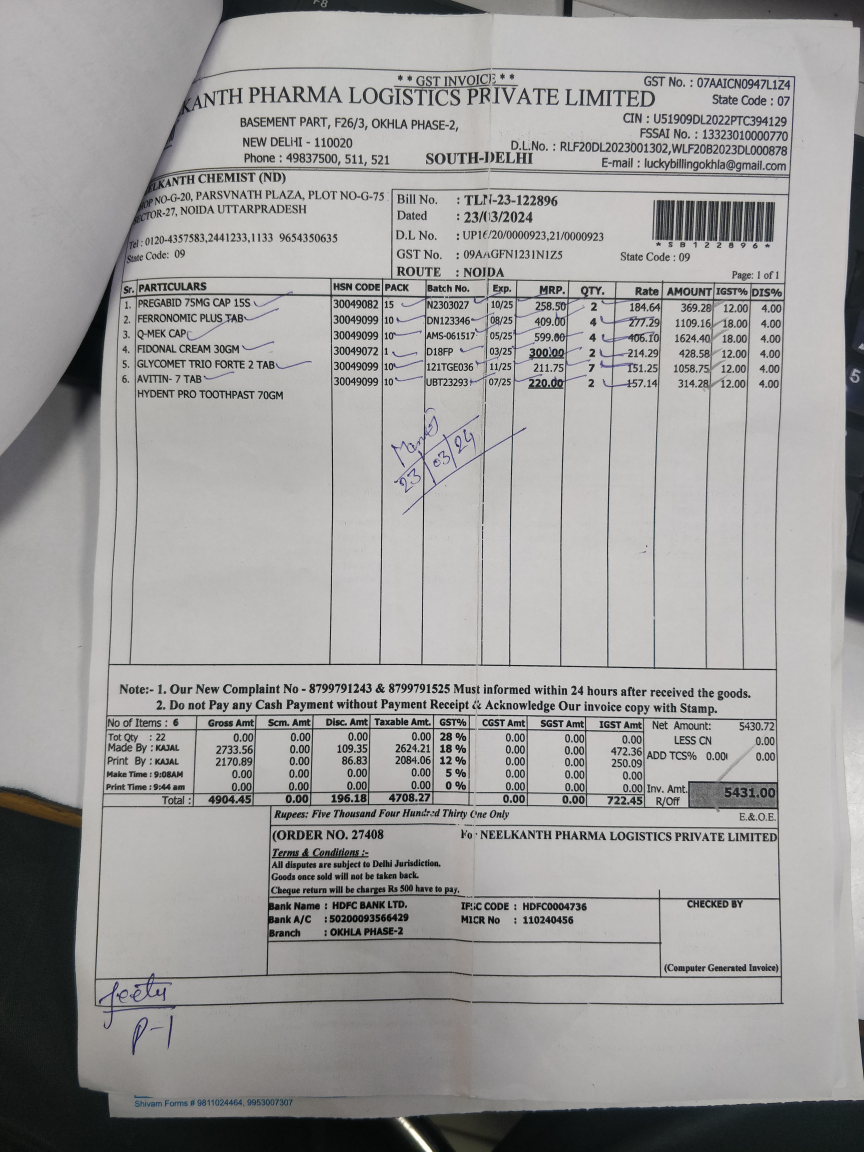 F8
* * GST INVOICE * *
GST No. : 07AAICN0947L1Z4
KANTH PHARMA LOGISTICS PRIVATE LIMITED
State Code : 07
BASEMENT PART, F26/3, OKHLA PHASE-2,
CIN : U51909DL2022PTC394129
FSSAI No. : 13323010000770
NEW DELHI - 110020
D.L.No. : RLF20DL2023001302,WLF20B2023DL000878
Phone : 49837500, 511, 521
SOUTH-DELHI
E-mail : luckybillingokhla@gmail.com
ELKANTH CHEMIST (ND)
OP NO-G-20, PARSVNATH PLAZA, PLOT NO-G-75
ECTOR-27, NOIDA UTTARPRADESH
Tel : 0120-4357583,2441233,1133 9654350635
State Code: 09
Bill No. : TLN-23-122896
Dated : 23/03/2024
D.L No. : UP16/20/0000923,21/0000923
* S B 1 2 2 8 9 6 *
GST No. : 09AAGFN1231N1Z5 State Code : 09
ROUTE : NOIDA
Page: 1 of 1
Sr. PARTICULARS HSN CODE PACK Batch No. Exp. MRP. QTY. Rate AMOUNT IGST% DIS%
1. PREGABID 75MG CAP 15S 30049082 15 N2303027 10/25 258.50 2 184.64 369.28 12.00 4.00
2. FERRONOMIC PLUS TAB 30049099 10 DN123346 08/25 409.00 4 277.29 1109.16 18.00 4.00
3. Q-MEK CAP 30049099 10 AMS-061517 05/25 599.00 4 406.10 1624.40 18.00 4.00
4. FIDONAL CREAM 30GM 30049072 1 D18FP 03/25 300.00 2 214.29 428.58 12.00 4.00
5. GLYCOMET TRIO FORTE 2 TAB 30049099 10 121TGE036 11/25 211.75 7 151.25 1058.75 12.00 4.00
6. AVITIN- 7 TAB 30049099 10 UBT23293 07/25 220.00 2 157.14 314.28 12.00 4.00
HYDENT PRO TOOTHPAST 70GM
23/03/24
Note:- 1. Our New Complaint No - 8799791243 & 8799791525 Must informed within 24 hours after received the goods.
2. Do not Pay any Cash Payment without Payment Receipt & Acknowledge Our invoice copy with Stamp.
No of Items : 6 Gross Amt Scm. Amt Disc. Amt Taxable. Amt GST% CGST Amt SGST Amt IGST Amt Net Amount: 5430.72
Tot Qty : 22 0.00 0.00 0.00 0.00 28 % 0.00 0.00 0.00 LESS CN 0.00
Made By : KAJAL 2733.56 0.00 109.35 2624.21 18 % 0.00 0.00 472.36 ADD TCS% 0.00 0.00
Print By : KAJAL 2170.89 0.00 86.83 2084.06 12 % 0.00 0.00 250.09
Make Time : 9:08AM 0.00 0.00 0.00 0.00 5 % 0.00 0.00 0.00
Print Time : 9:44 am 0.00 0.00 0.00 0.00 0 % 0.00 0.00 0.00 Inv. Amt. 5431.00
Total : 4904.45 0.00 196.18 4708.27 0.00 0.00 722.45 R/Off
Rupees: Five Thousand Four Hundred Thirty One Only
E.& O.E.
(ORDER NO. 27408
For NEELKANTH PHARMA LOGISTICS PRIVATE LIMITED
Terms & Conditions :-
All disputes are subject to Delhi Jurisdiction.
Goods once sold will not be taken back.
Cheque return will be charges Rs 500 have to pay.
Bank Name : HDFC BANK LTD. IFSC CODE : HDFC0004736
CHECKED BY
Bank A/C : 50200093566429 MICR No : 110240456
Branch : OKHLA PHASE-2
(Computer Generated Invoice)
P-1
Shivam Forms # 9811024464, 9953007307
5